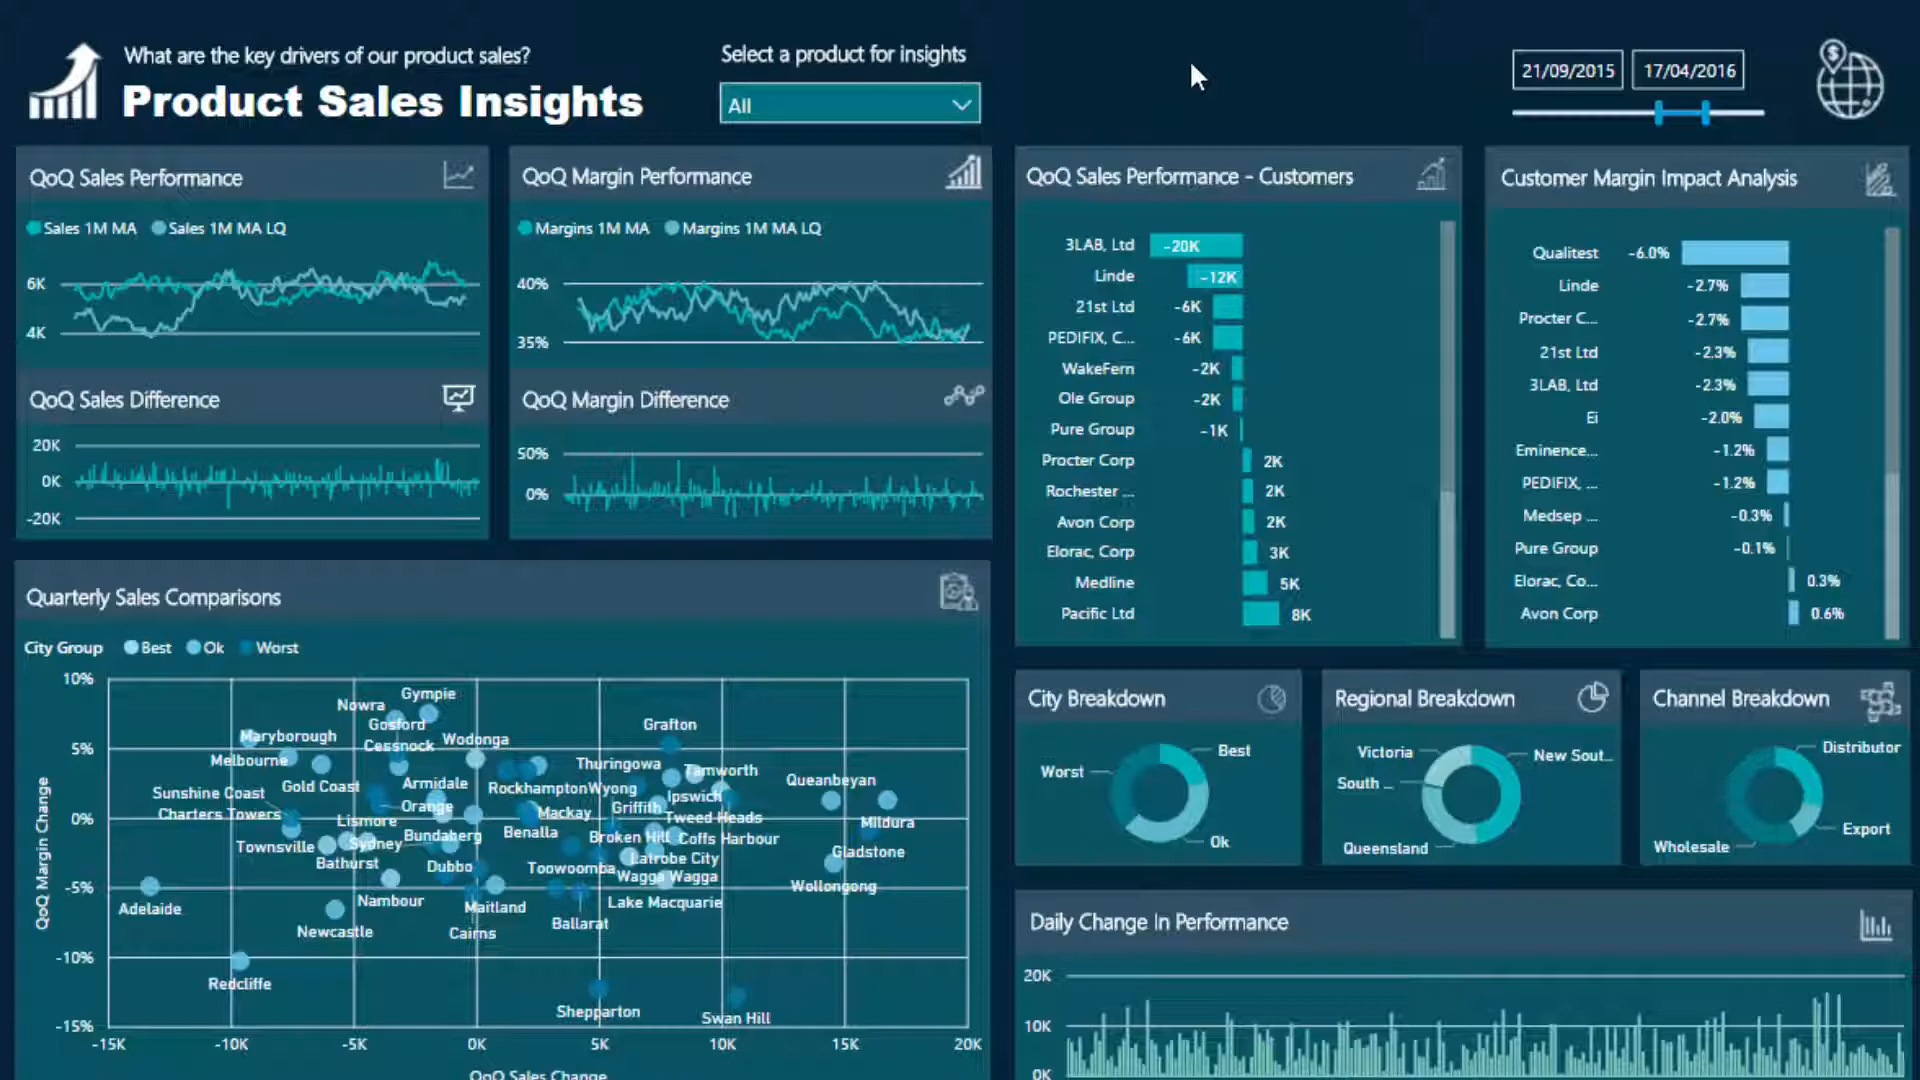 What are the key drivers of our product sales?
Product Sales Insights
Select a product for insights
All
21/09/2015
17/04/2016
QoQ Sales Performance
Sales 1M MA
Sales 1M MA LQ
6K
4K
QoQ Margin Performance
Margins 1M MA
Margins 1M MA LQ
40%
35%
QoQ Sales Difference
20K
0K
-20K
QoQ Margin Difference
50%
0%
QoQ Sales Performance - Customers
3LAB, Ltd -20K
Linde -12K
21st Ltd -6K
PEDIFIX, C... -6K
WakeFern -2K
Ole Group -2K
Pure Group -1K
Procter Corp 2K
Rochester ... 2K
Avon Corp 2K
Elorac, Corp 3K
Medline 5K
Pacific Ltd 8K
Customer Margin Impact Analysis
Qualitest -6.0%
Linde -2.7%
Procter C... -2.7%
21st Ltd -2.3%
3LAB, Ltd -2.3%
Ei -2.0%
Eminence... -1.2%
PEDIFIX, ... -1.2%
Medsep ... -0.3%
Pure Group -0.1%
Elorac, Co... 0.3%
Avon Corp 0.6%
Quarterly Sales Comparisons
City Group Best Ok Worst
QoQ Margin Change
10%
5%
0%
-5%
-10%
-15%
Gympie
Nowra
Gosford
Grafton
Maryborough
Cessnock
Wodonga
Melbourne
Thuringowa
Tamworth
Queanbeyan
Gold Coast
Armidale
Rockhampton
Wyong
Sunshine Coast
Ipswich
Charters Towers
Orange
Mackay
Griffith
Tweed Heads
Mildura
Lismore
Bundaberg
Benalla
Broken Hill
Coffs Harbour
Townsville
Sydney
Gladstone
Bathurst
Dubbo
Toowoomba
Latrobe City
Wagga Wagga
Wollongong
Adelaide
Nambour
Maitland
Lake Macquarie
Newcastle
Cairns
Ballarat
Redcliffe
Shepparton
Swan Hill
-15K
-10K
-5K
0K
5K
10K
15K
20K
QoQ Sales Change
City Breakdown
Best
Worst
Ok
Regional Breakdown
Victoria
New Sout...
South ...
Queensland
Channel Breakdown
Distributor
Export
Wholesale
Daily Change In Performance
20K
10K
0K